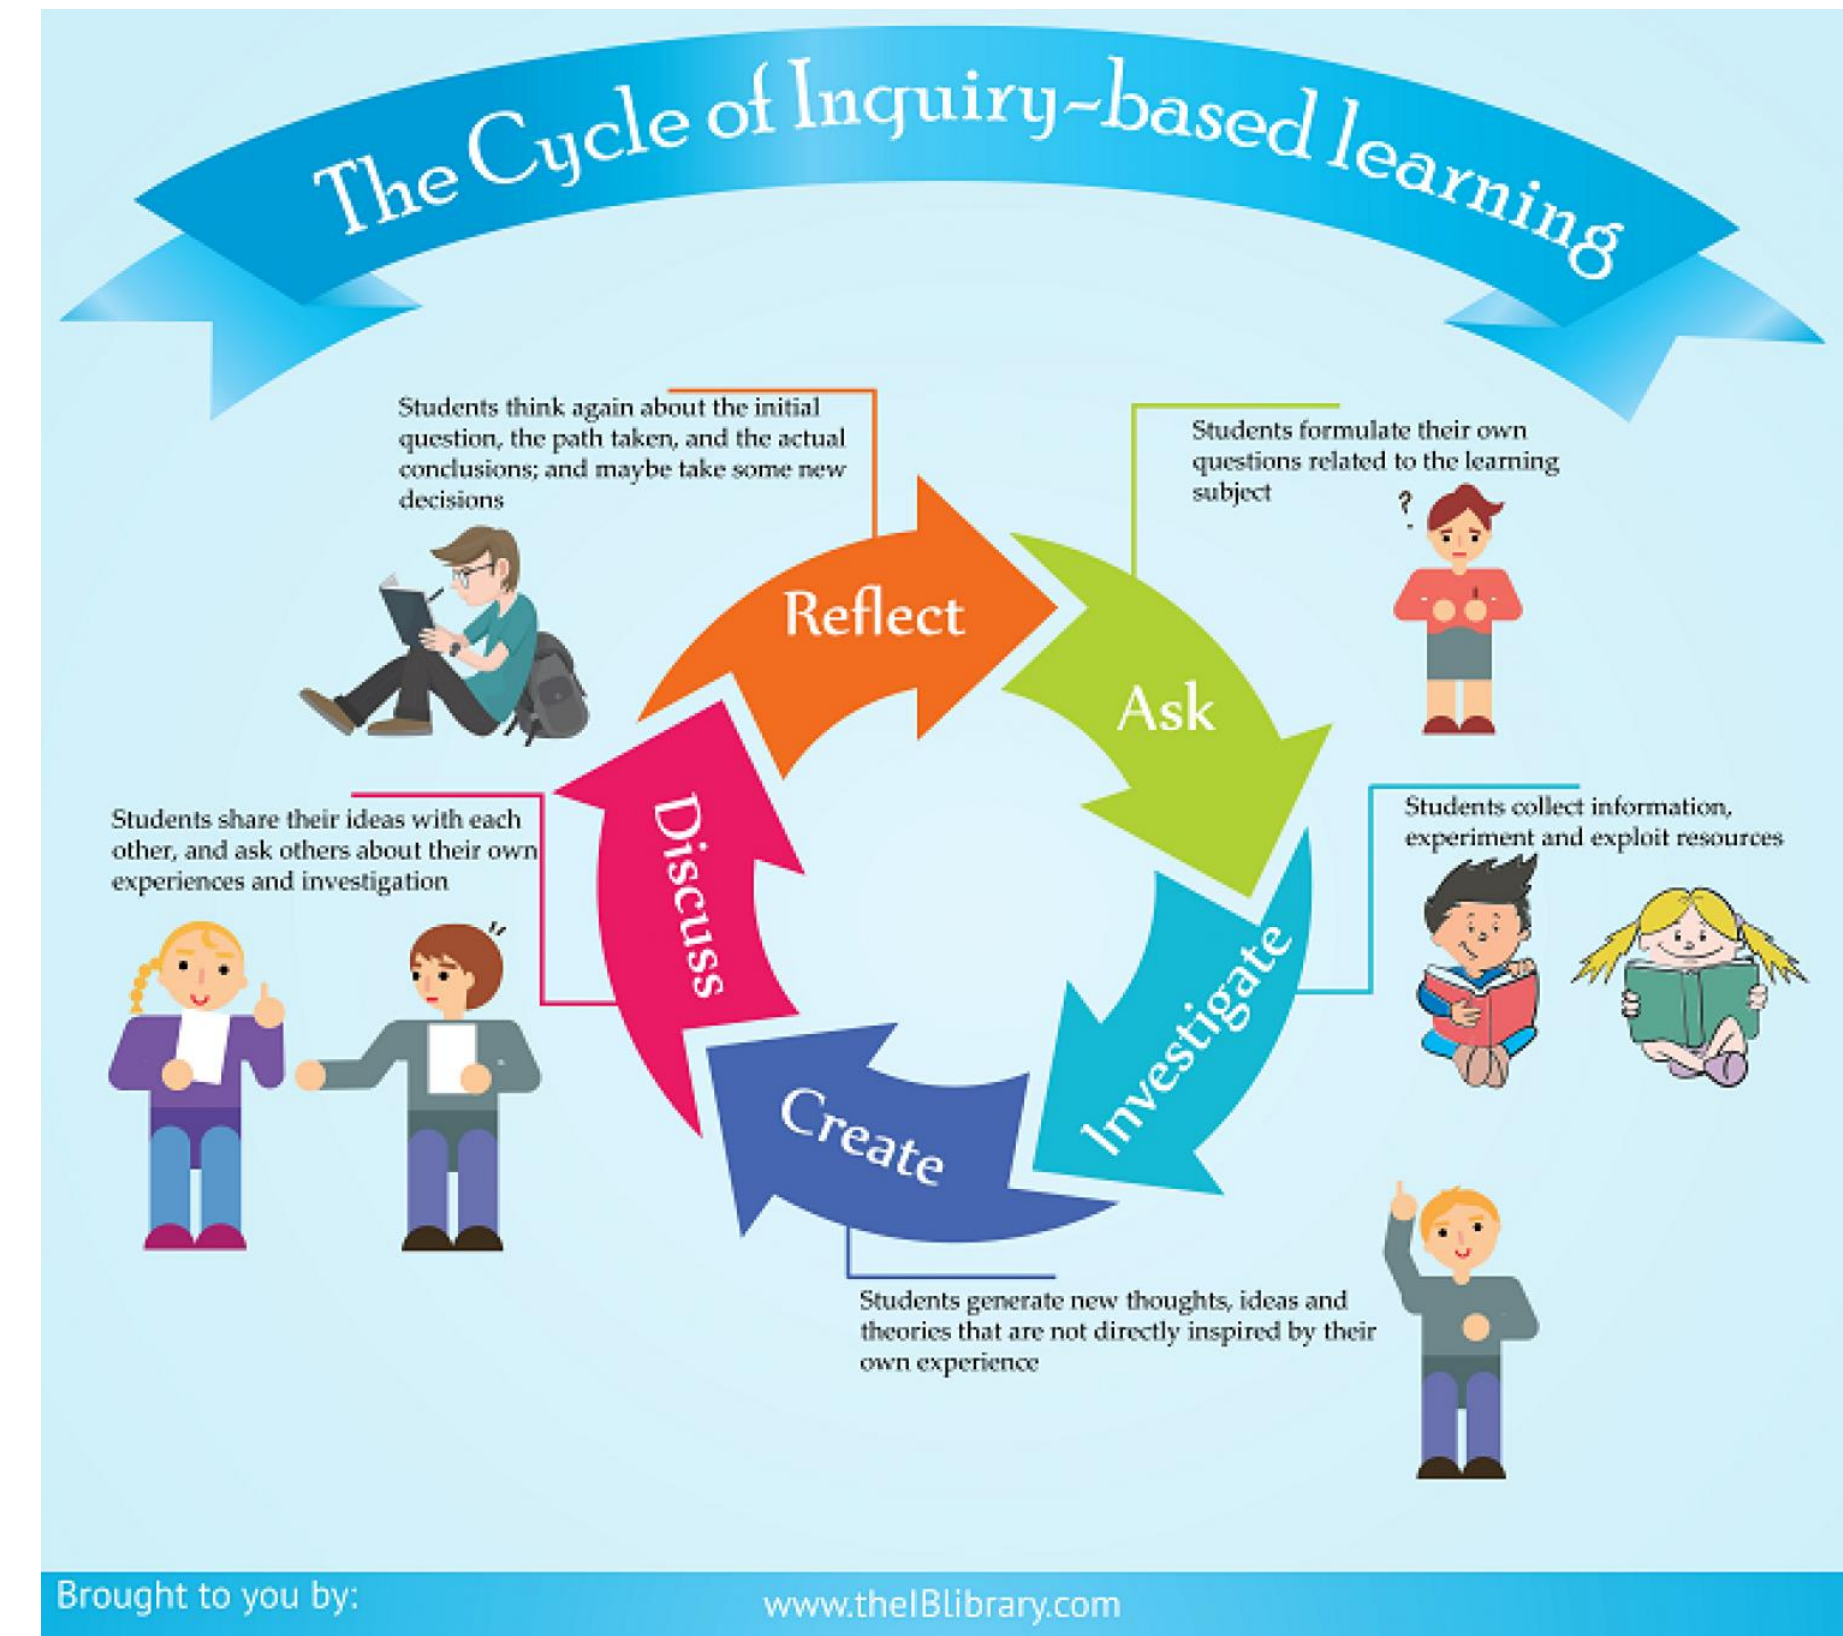 The Cycle of Inquiry-based learning
Students think again about the initial
question, the path taken, and the actual
conclusions; and maybe take some new
decisions
Students formulate their own
questions related to the learning
subject
?
Reflect
Ask
Students share their ideas with each
other, and ask others about their own
experiences and investigation
Discuss
Students collect information,
experiment and exploit resources
Investigate
Create
Students generate new thoughts, ideas and
theories that are not directly inspired by their
own experience
Brought to you by:
www.theIBlibrary.com